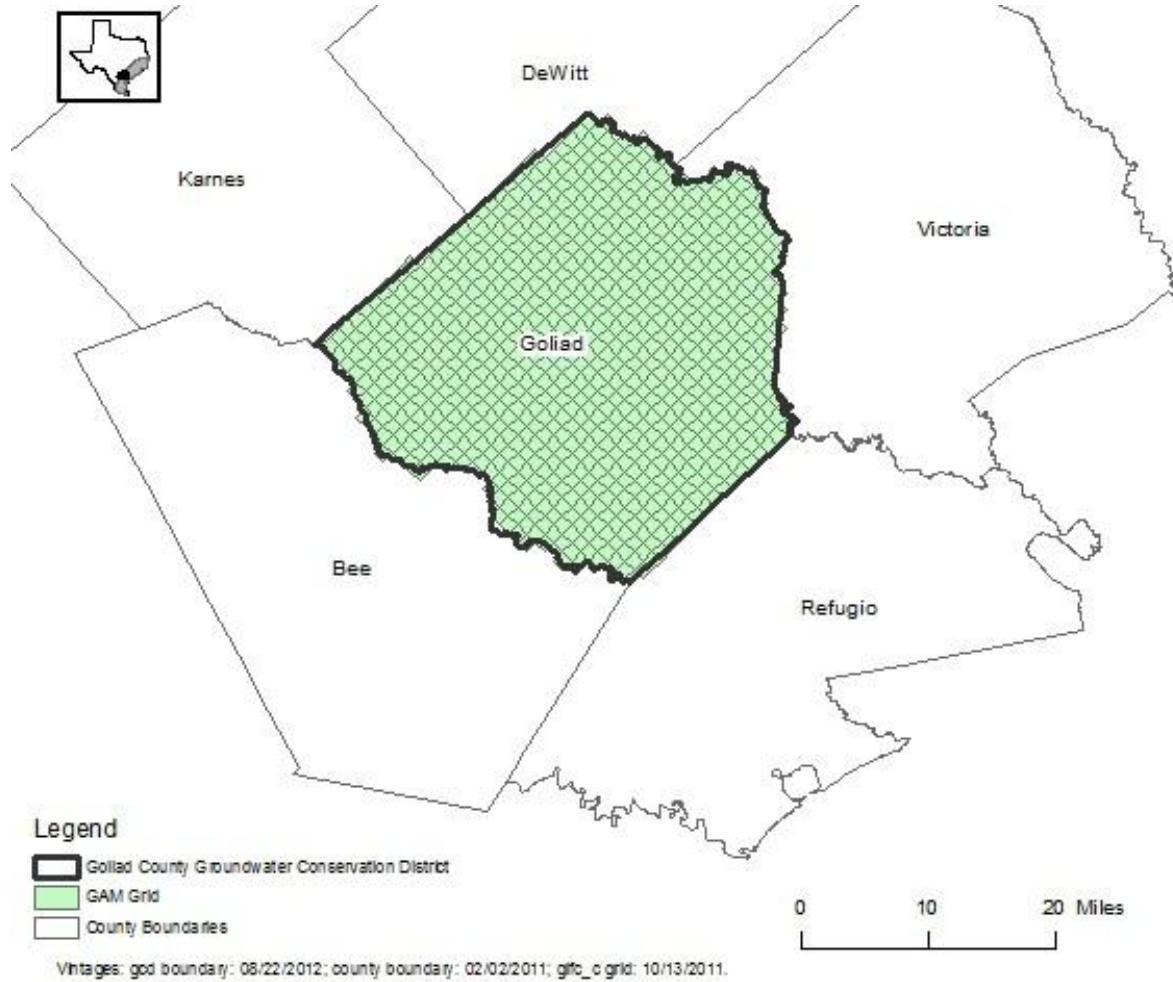 DeWitt
Karnes
Victoria
Goliad
Bee
Refugio
Legend
Goliad County Groundwater Conservation District
GAM Grid
County Boundaries
0 10 20 Miles
Vintages: gcd boundary: 08/22/2012; county boundary: 02/02/2011; glfc_c grid: 10/13/2011.